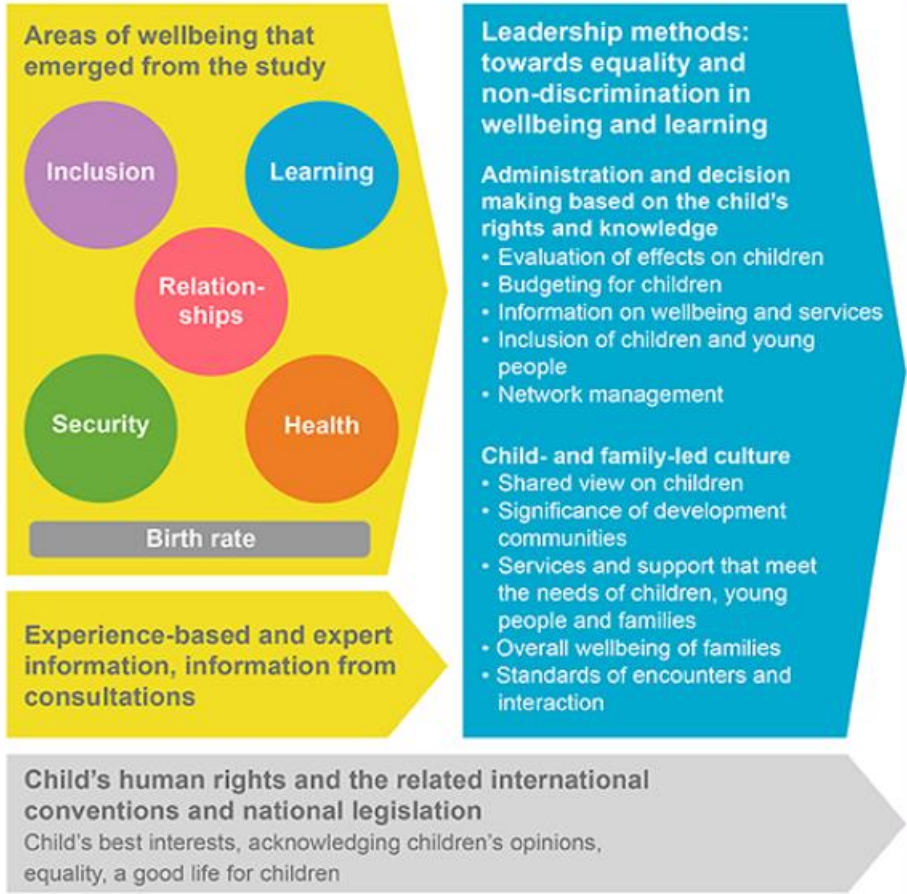 Areas of wellbeing that
emerged from the study
Inclusion
Learning
Relation-
ships
Security
Health
Birth rate
Experience-based and expert
information, information from
consultations
Leadership methods:
towards equality and
non-discrimination in
wellbeing and learning
Administration and decision
making based on the child's
rights and knowledge
• Evaluation of effects on children
• Budgeting for children
• Information on wellbeing and services
• Inclusion of children and young
people
• Network management
Child- and family-led culture
• Shared view on children
• Significance of development
communities
• Services and support that meet
the needs of children, young
people and families
• Overall wellbeing of families
• Standards of encounters and
interaction
Child's human rights and the related international
conventions and national legislation
Child's best interests, acknowledging children's opinions,
equality, a good life for children